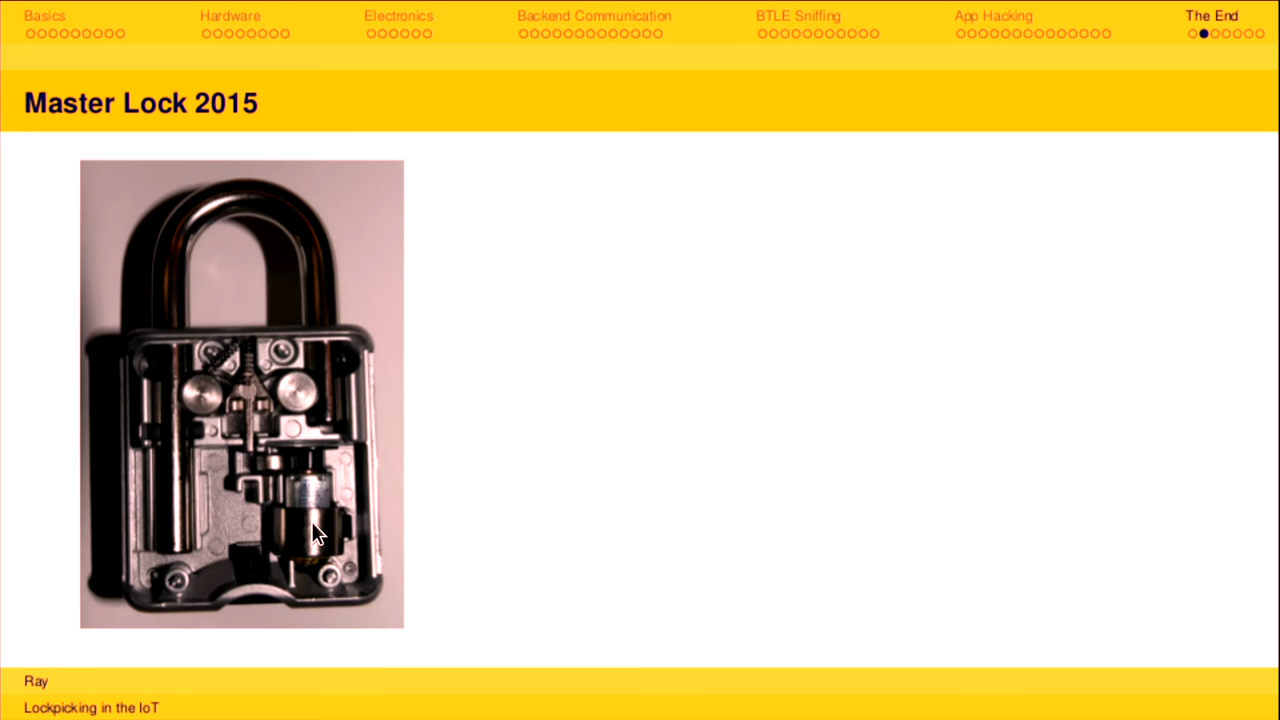 Basics Hardware Electronics Backend Communication BTLE Sniffing App Hacking The End
Master Lock 2015
Ray
Lockpicking in the IoT